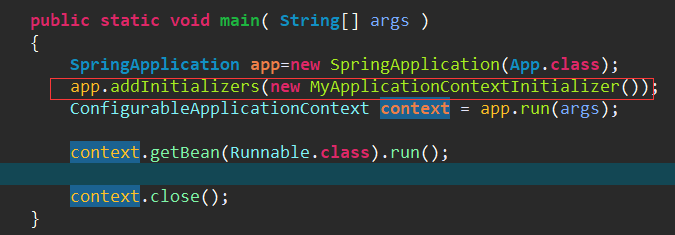 public static void main( String[] args )
{
SpringApplication app=new SpringApplication(App.class);
app.addInitializers(new MyApplicationContextInitializer());
ConfigurableApplicationContext context = app.run(args);
context.getBean(Runnable.class).run();
context.close();
}